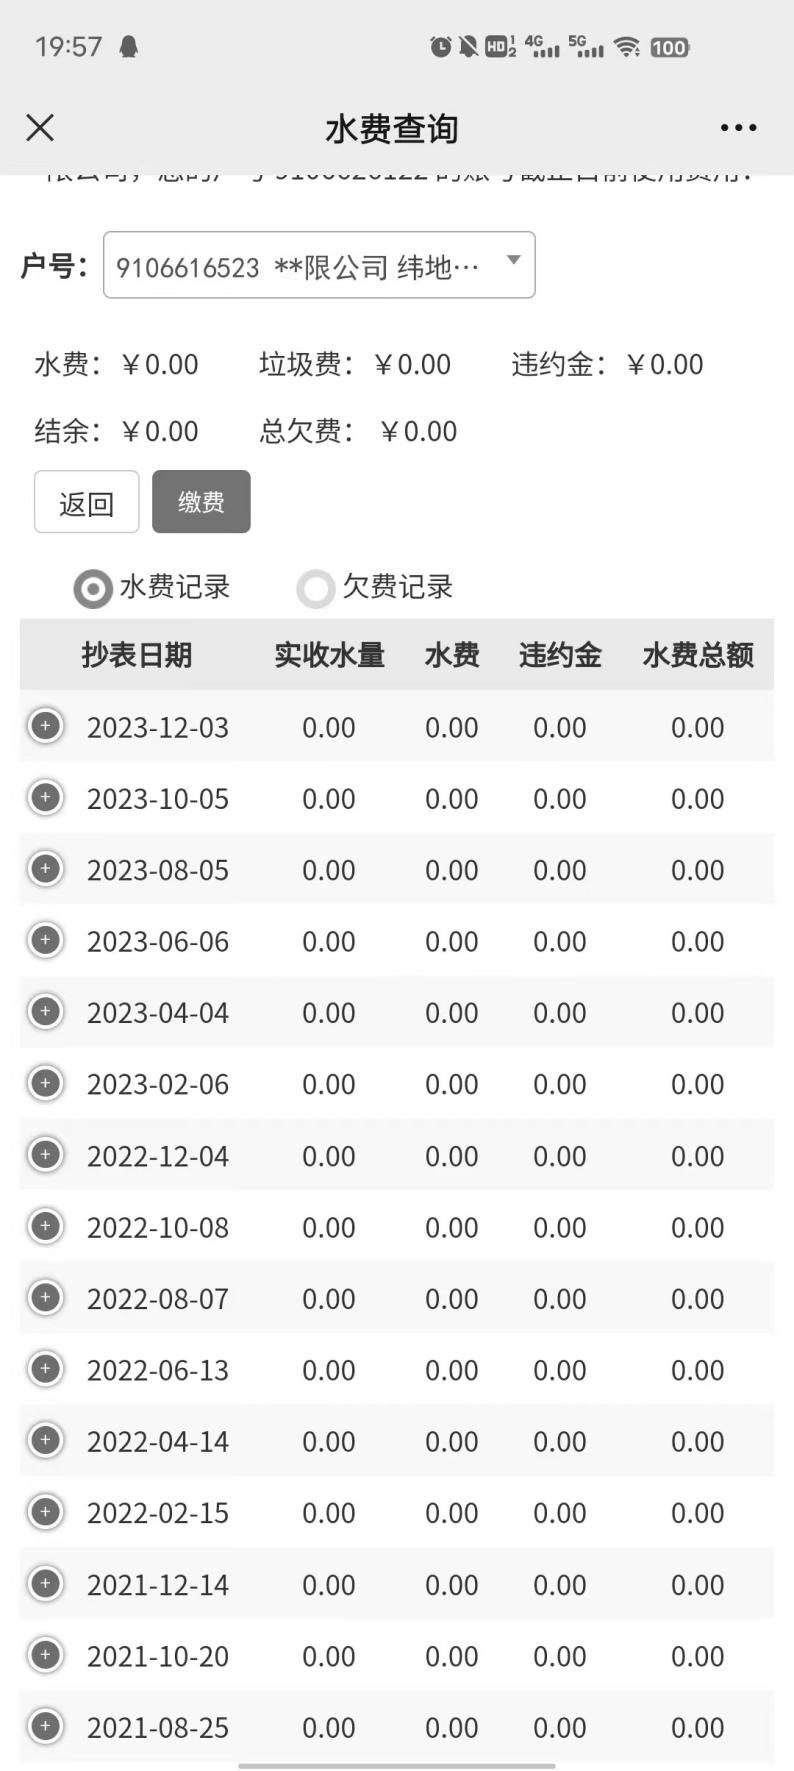 19:57 HD 1 2 4G 5G 100
水费查询
户号： 9106616523 **限公司 纬地…
水费：￥0.00 垃圾费：￥0.00 违约金：￥0.00
结余：￥0.00 总欠费：￥0.00
返回 缴费
水费记录 欠费记录
抄表日期 实收水量 水费 违约金 水费总额
2023-12-03 0.00 0.00 0.00 0.00
2023-10-05 0.00 0.00 0.00 0.00
2023-08-05 0.00 0.00 0.00 0.00
2023-06-06 0.00 0.00 0.00 0.00
2023-04-04 0.00 0.00 0.00 0.00
2023-02-06 0.00 0.00 0.00 0.00
2022-12-04 0.00 0.00 0.00 0.00
2022-10-08 0.00 0.00 0.00 0.00
2022-08-07 0.00 0.00 0.00 0.00
2022-06-13 0.00 0.00 0.00 0.00
2022-04-14 0.00 0.00 0.00 0.00
2022-02-15 0.00 0.00 0.00 0.00
2021-12-14 0.00 0.00 0.00 0.00
2021-10-20 0.00 0.00 0.00 0.00
2021-08-25 0.00 0.00 0.00 0.00